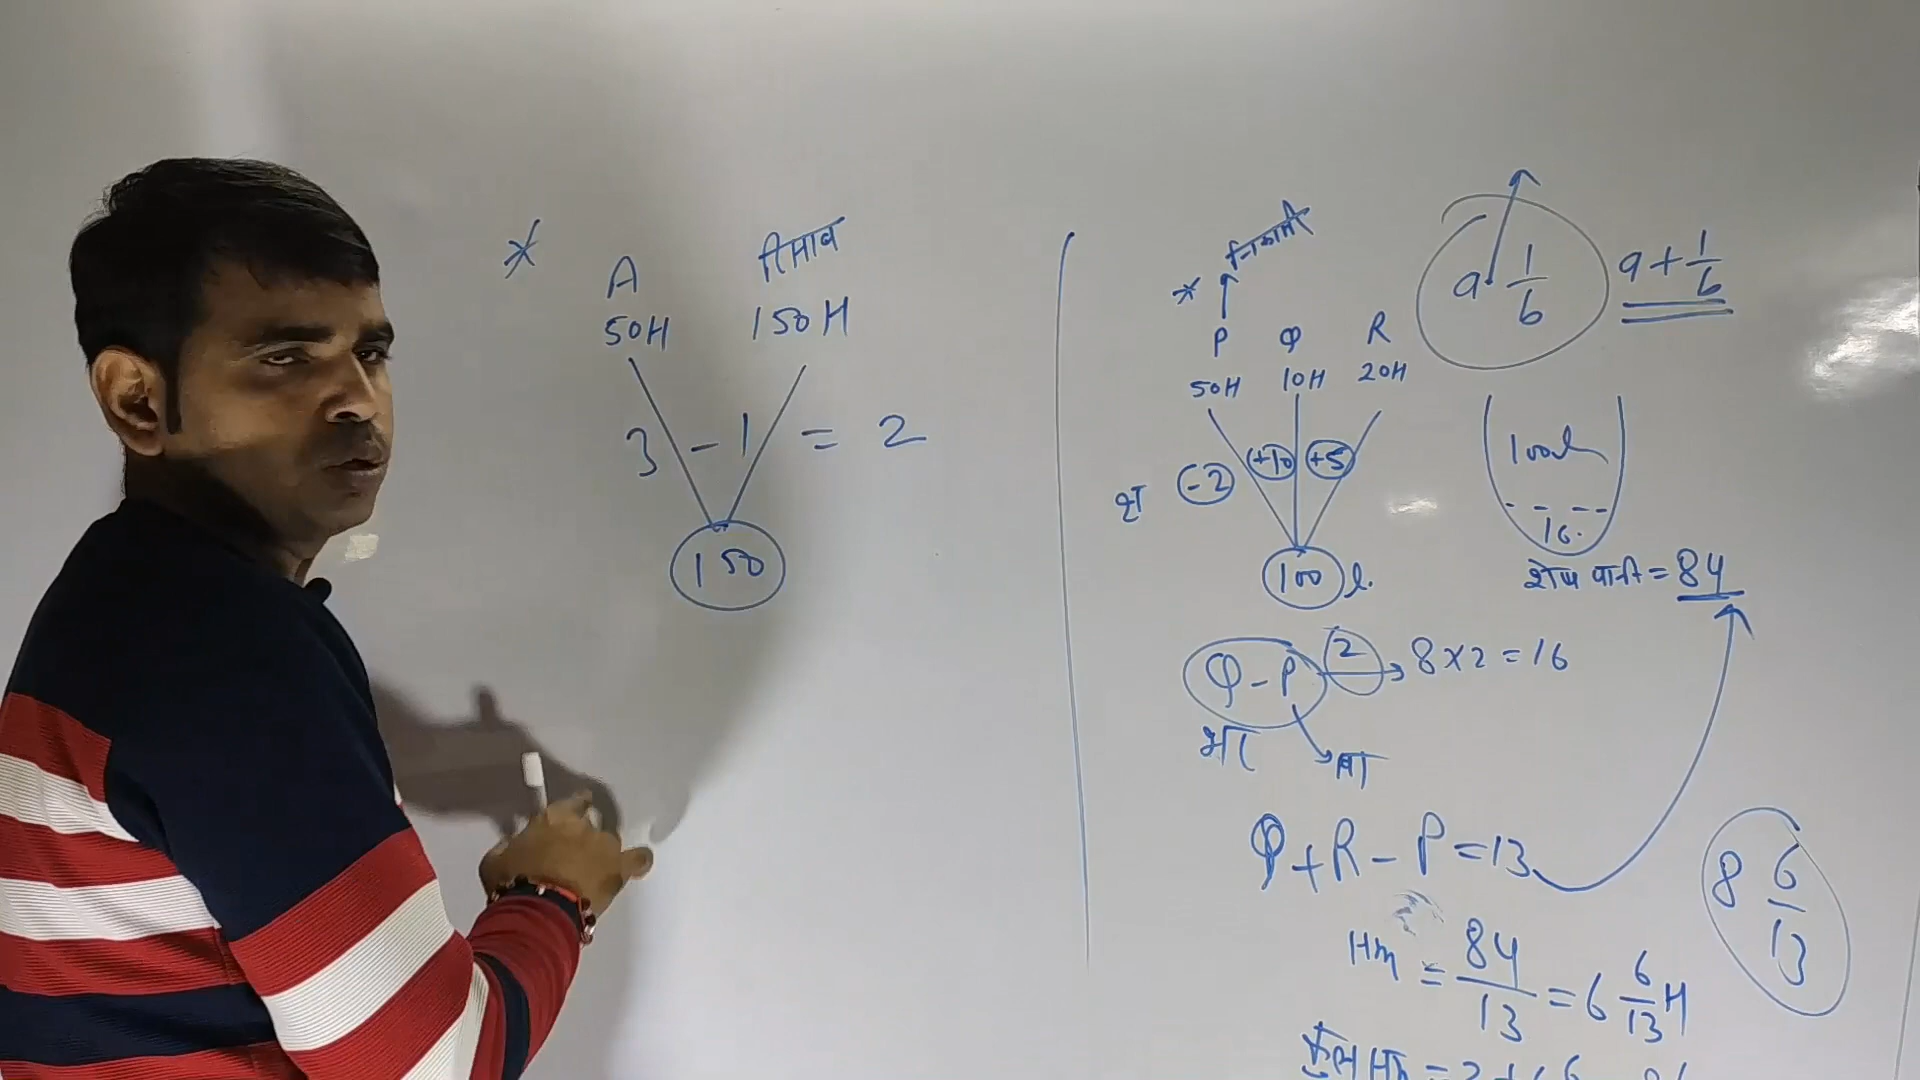 * A रिसाव
50H 150H
3 - 1 = 2
150
* निकासी
P Q R
50H 10H 20H
-2 +10 +5
100 l.
a 1/6 a + 1/6
100l
16.
शेष पानी = 84
Q - P 2 → 8 × 2 = 16
Q + R - P = 13
Hm = 84/13 = 6 6/13 H
8 6/13